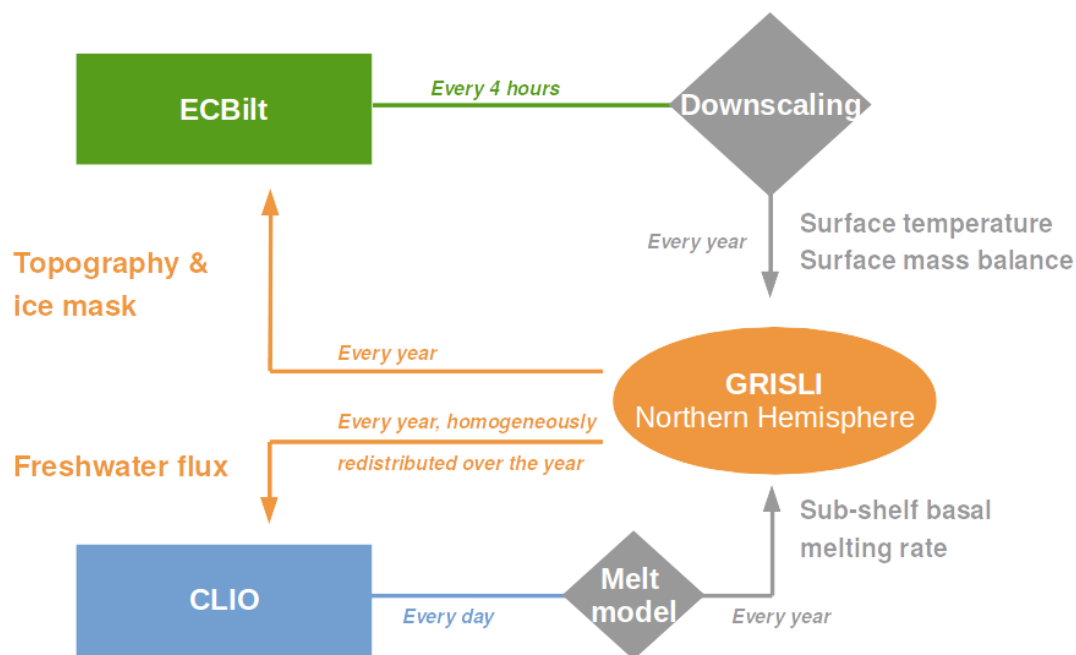 ECBilt
Every 4 hours
Downscaling
Every year
Surface temperature
Surface mass balance
Topography &
ice mask
Every year
GRISLI
Northern Hemisphere
Every year, homogeneously
redistributed over the year
Freshwater flux
Sub-shelf basal
melting rate
CLIO
Every day
Melt
model
Every year